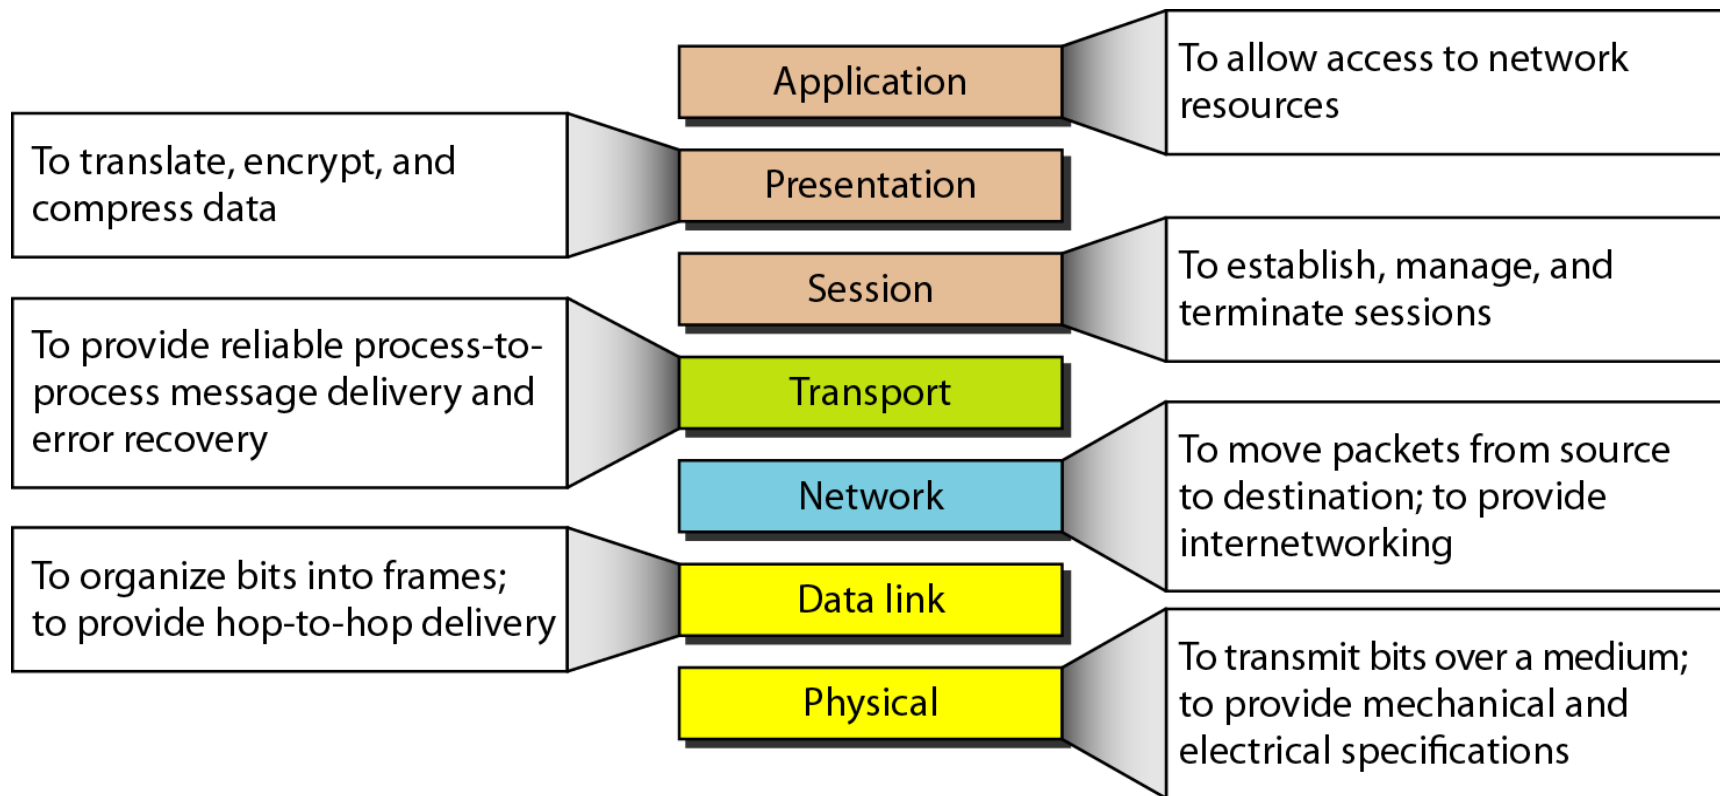 Application
To allow access to network
resources
To translate, encrypt, and
compress data
Presentation
Session
To establish, manage, and
terminate sessions
To provide reliable process-to-
process message delivery and
error recovery
Transport
Network
To move packets from source
to destination; to provide
internetworking
To organize bits into frames;
to provide hop-to-hop delivery
Data link
Physical
To transmit bits over a medium;
to provide mechanical and
electrical specifications